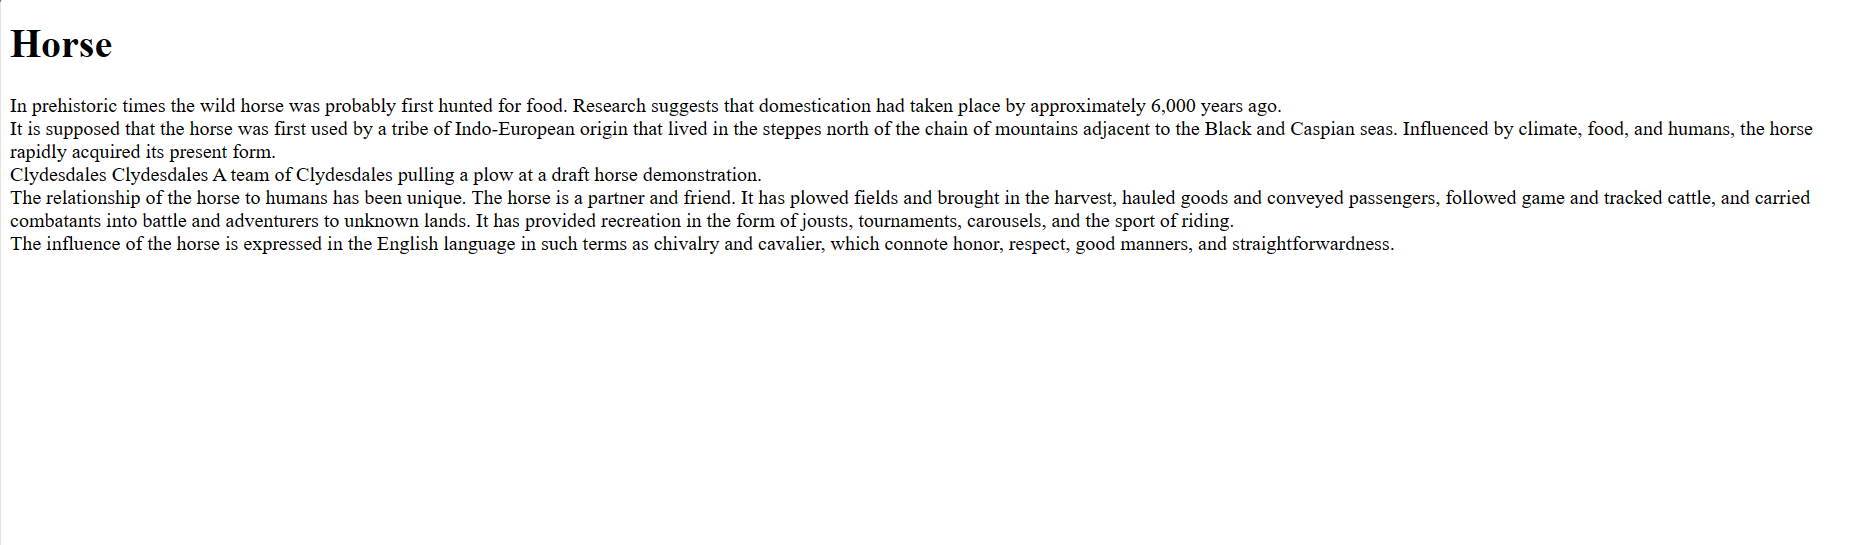 Horse
In prehistoric times the wild horse was probably first hunted for food. Research suggests that domestication had taken place by approximately 6,000 years ago.
It is supposed that the horse was first used by a tribe of Indo-European origin that lived in the steppes north of the chain of mountains adjacent to the Black and Caspian seas. Influenced by climate, food, and humans, the horse
rapidly acquired its present form.
Clydesdales Clydesdales A team of Clydesdales pulling a plow at a draft horse demonstration.
The relationship of the horse to humans has been unique. The horse is a partner and friend. It has plowed fields and brought in the harvest, hauled goods and conveyed passengers, followed game and tracked cattle, and carried
combatants into battle and adventurers to unknown lands. It has provided recreation in the form of jousts, tournaments, carousels, and the sport of riding.
The influence of the horse is expressed in the English language in such terms as chivalry and cavalier, which connote honor, respect, good manners, and straightforwardness.